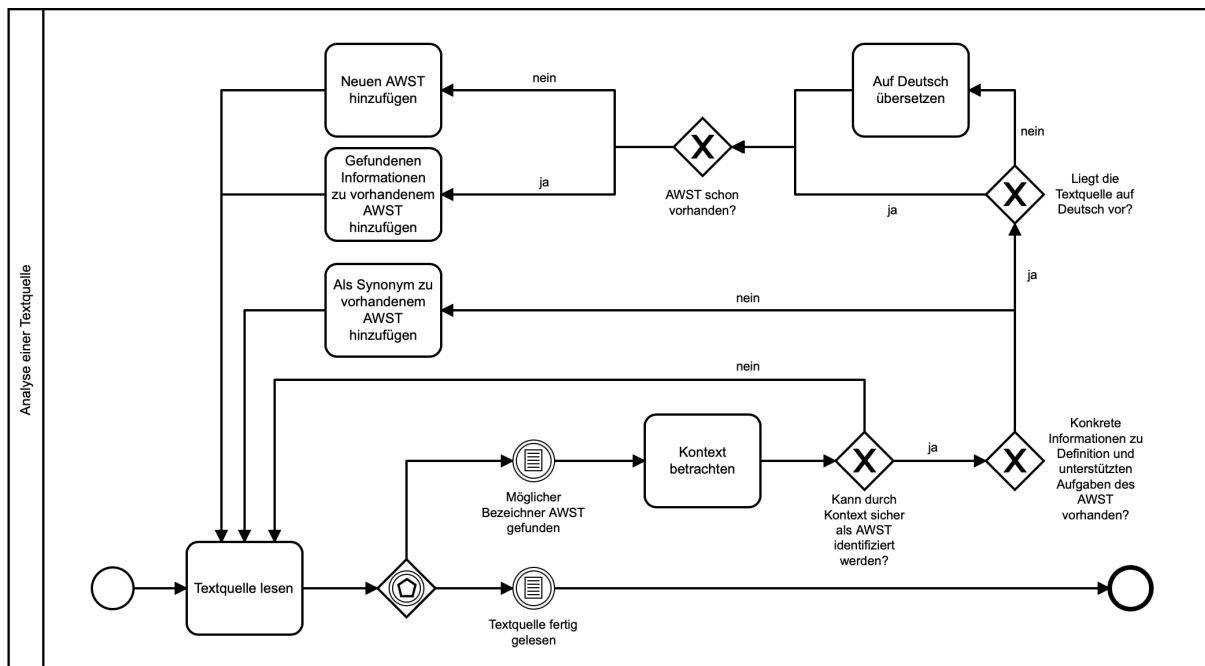 Analyse einer Textquelle
Neuen AWST
hinzufügen
nein
Auf Deutsch
übersetzen
nein
Gefundenen
Informationen
zu vorhandenem
AWST
hinzufügen
ja
AWST schon
vorhanden?
ja
Liegt die
Textquelle auf
Deutsch vor?
ja
Als Synonym zu
vorhandenem
AWST
hinzufügen
nein
nein
Kontext
betrachten
ja
Konkrete
Informationen zu
Definition und
unterstützten
Aufgaben des
AWST
vorhanden?
Möglicher
Bezeichner AWST
gefunden
Kann durch
Kontext sicher
als AWST
identifiziert
werden?
Textquelle lesen
Textquelle fertig
gelesen